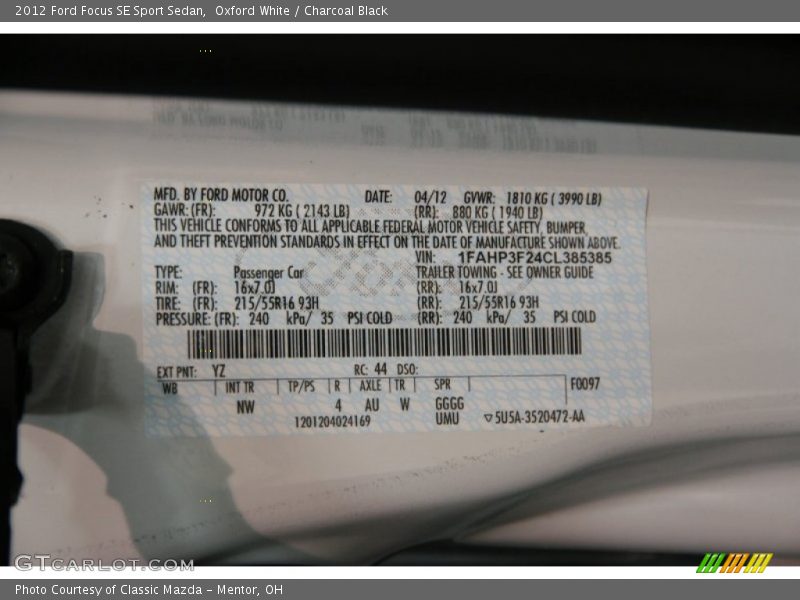 2012 Ford Focus SE Sport Sedan,  Oxford White / Charcoal Black
MFD. BY FORD MOTOR CO. DATE: 04/12 GVWR: 1810 KG ( 3990 LB)
GAWR: (FR): 972 KG ( 2143 LB) (RR): 880 KG ( 1940 LB)
THIS VEHICLE CONFORMS TO ALL APPLICABLE FEDERAL MOTOR VEHICLE SAFETY, BUMPER,
AND THEFT PREVENTION STANDARDS IN EFFECT ON THE DATE OF MANUFACTURE SHOWN ABOVE.
VIN: 1FAHP3F24CL385385
TYPE: Passenger Car TRAILER TOWING - SEE OWNER GUIDE
RIM: (FR): 16x7.0J (RR): 16x7.0J
TIRE: (FR): 215/55R16 93H (RR): 215/55R16 93H
PRESSURE: (FR): 240 kPa/ 35 PSI COLD (RR): 240 kPa/ 35 PSI COLD
EXT PNT: YZ RC: 44 DSO:
WB INT TR TP/PS R AXLE TR SPR F0097
NW 4 AU W GGGG
1201204024169 UMU ▽5U5A-3520472-AA
GTCARLOT.COM
Photo Courtesy of Classic Mazda - Mentor, OH